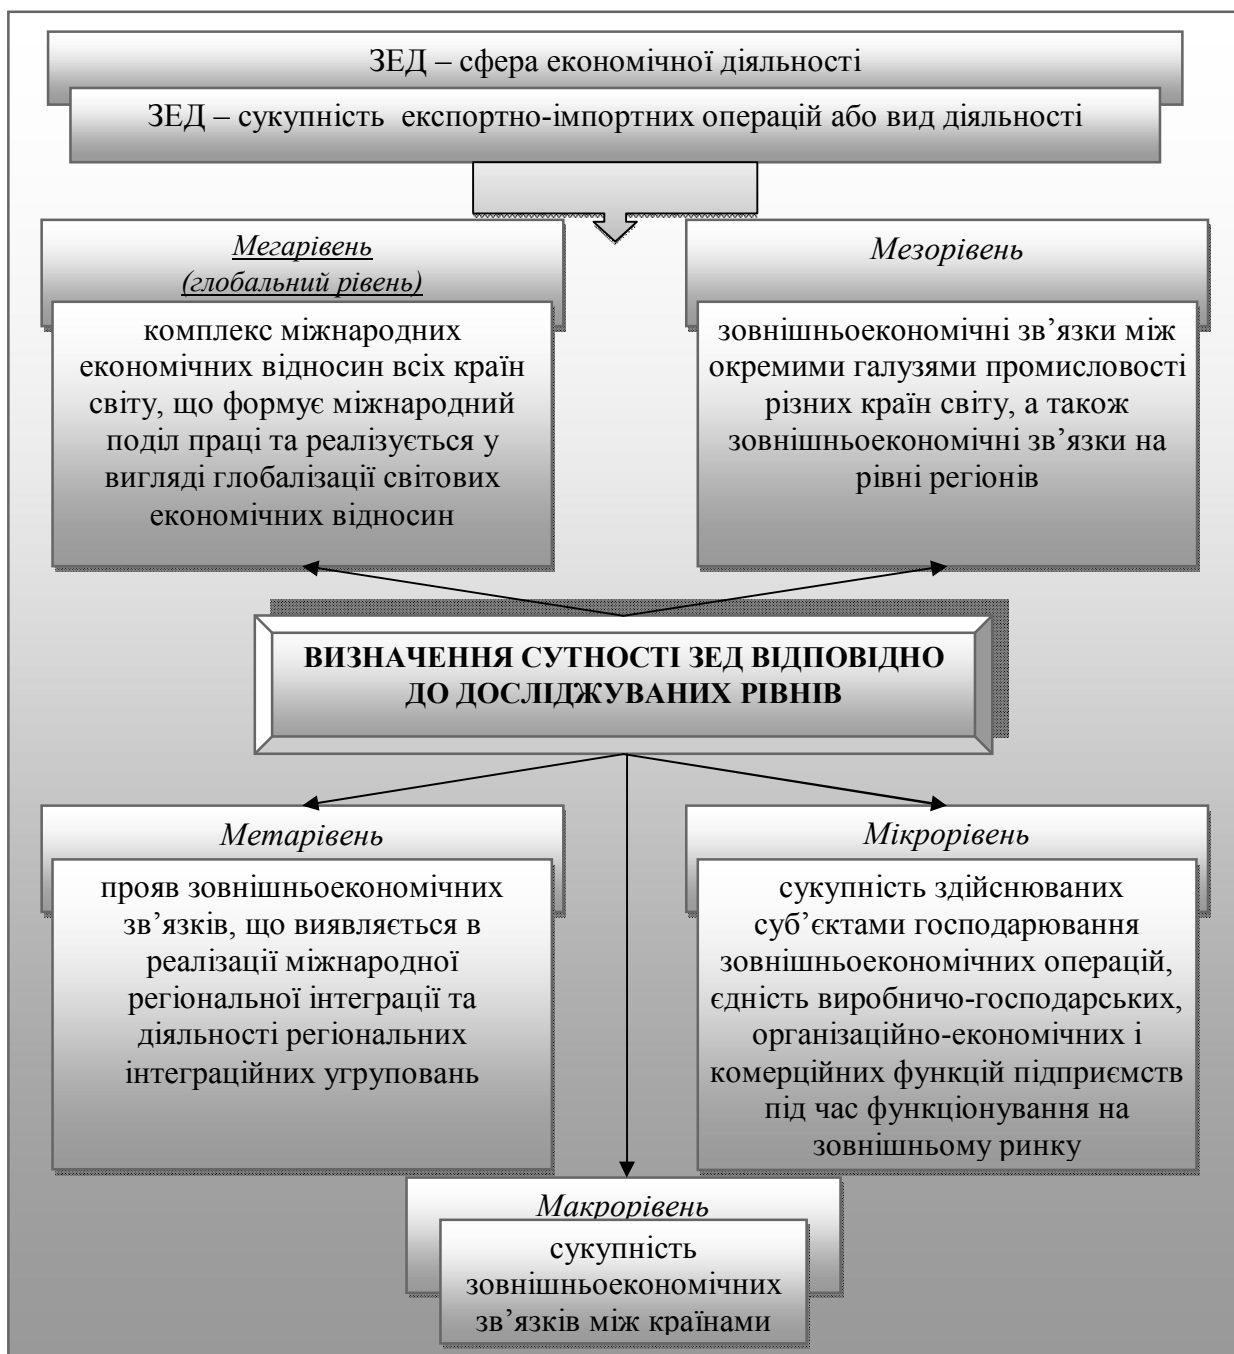 ЗЕД – сфера економічної діяльності
ЗЕД – сукупність експортно-імпортних операцій або вид діяльності
Мегарівень
(глобальний рівень)
комплекс міжнародних
економічних відносин всіх країн
світу, що формує міжнародний
поділ праці та реалізується у
вигляді глобалізації світових
економічних відносин
Мезорівень
зовнішньоекономічні зв’язки між
окремими галузями промисловості
різних країн світу, а також
зовнішньоекономічні зв’язки на
рівні регіонів
ВИЗНАЧЕННЯ СУТНОСТІ ЗЕД ВІДПОВІДНО
ДО ДОСЛІДЖУВАНИХ РІВНІВ
Метарівень
прояв зовнішньоекономічних
зв’язків, що виявляється в
реалізації міжнародної
регіональної інтеграції та
діяльності регіональних
інтеграційних угруповань
Мікрорівень
сукупність здійснюваних
суб’єктами господарювання
зовнішньоекономічних операцій,
єдність виробничо-господарських,
організаційно-економічних і
комерційних функцій підприємств
під час функціонування на
зовнішньому ринку
Макрорівень
сукупність
зовнішньоекономічних
зв’язків між країнами